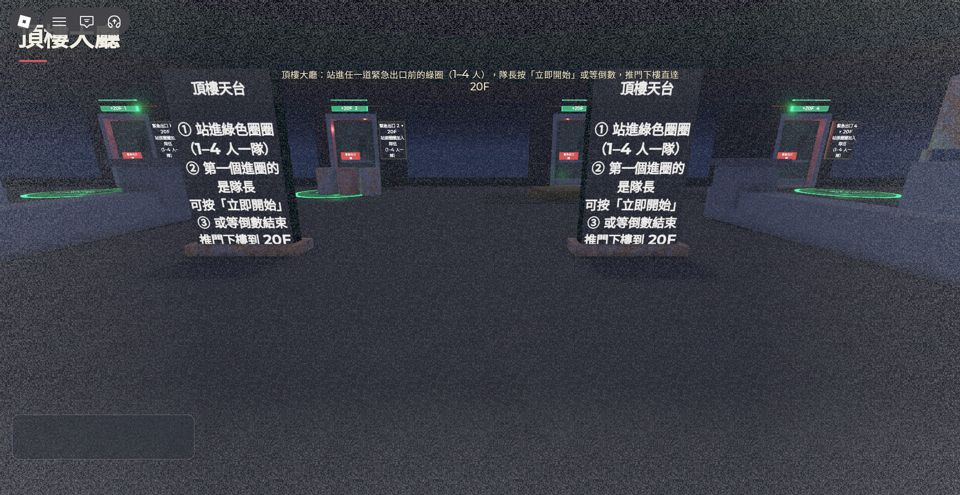 頂樓大廳
頂樓大廳：站進任一道緊急出口前的綠圈（1–4 人），隊長按「立即開始」或等倒數，推門下樓直達
20F
頂樓天台
① 站進綠色圈圈
（1–4 人一隊）
② 第一個進圈的
是隊長
可按「立即開始」
③ 或等倒數結束
推門下樓到 20F
頂樓天台
① 站進綠色圈圈
（1–4 人一隊）
② 第一個進圈的
是隊長
可按「立即開始」
③ 或等倒數結束
推門下樓到 20F